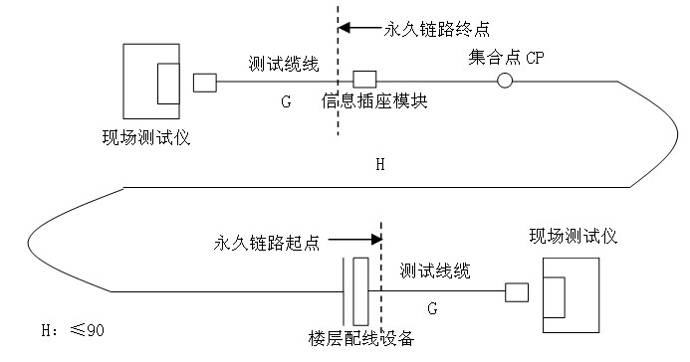 永久链路终点
测试缆线
集合点 CP
G
信息插座模块
现场测试仪
H
永久链路起点
现场测试仪
测试线缆
G
H: ≤90
楼层配线设备